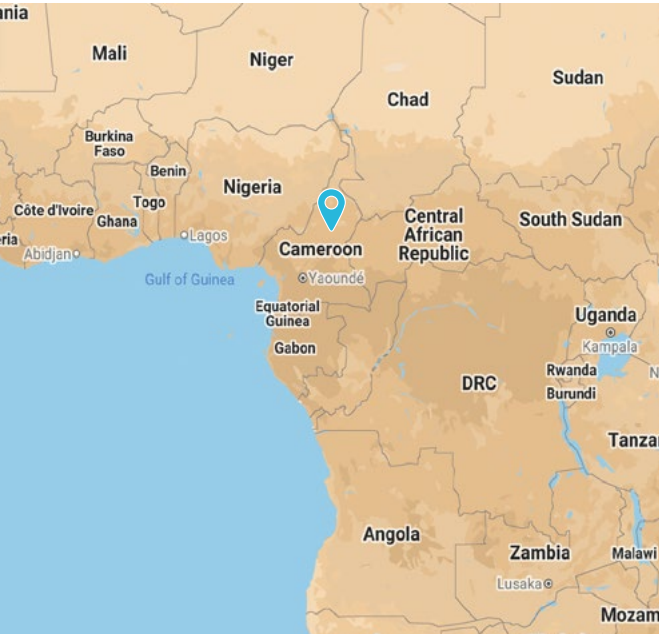 ania
Mali
Niger
Chad
Sudan
Burkina
Faso
Benin
Nigeria
Togo
Côte d'Ivoire
Ghana
Central
African
Republic
South Sudan
eria
Lagos
Abidjan
Cameroon
Gulf of Guinea
Yaoundé
Equatorial
Guinea
Uganda
Kampala
Gabon
Rwanda
N
DRC
Burundi
Tanza
Angola
Zambia
Malawi
Lusaka
Mozam